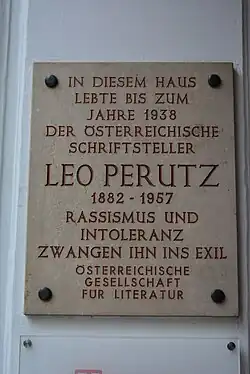 IN DIESEM HAUS
LEBTE BIS ZUM
JAHRE 1938
DER ÖSTERREICHISCHE
SCHRIFTSTELLER
LEO PERUTZ
1882 - 1957
RASSISMUS UND
INTOLERANZ
ZWANGEN IHN INS EXIL
ÖSTERREICHISCHE
GESELLSCHAFT
FÜR LITERATUR